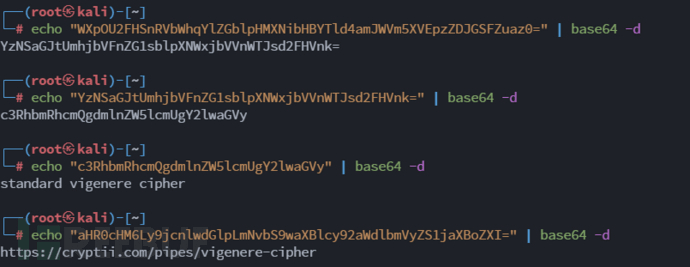 ┌──(root㉿kali)-[~]
└─# echo "WXpOU2FHSnRVbWhqYlZGblpHMXNibHBYTld4amJWVm5XVEpzZDJGSFZuaz0=" | base64 -d
YzNSaGJtUmhjbVFnZG1sblpXNWxjbVVnWTJsd2FHVnk=
┌──(root㉿kali)-[~]
└─# echo "YzNSaGJtUmhjbVFnZG1sblpXNWxjbVVnWTJsd2FHVnk=" | base64 -d
c3RhbmRhcmQgdmlnZW5lcmUgY2lwaGVy
┌──(root㉿kali)-[~]
└─# echo "c3RhbmRhcmQgdmlnZW5lcmUgY2lwaGVy" | base64 -d
standard vigenere cipher
┌──(root㉿kali)-[~]
└─# echo "aHR0cHM6Ly9jcnlwdGlpLmNvbS9waXBlcy92aWdlbmVyZS1jaXBoZXI=" | base64 -d
https://cryptii.com/pipes/vigenere-cipher